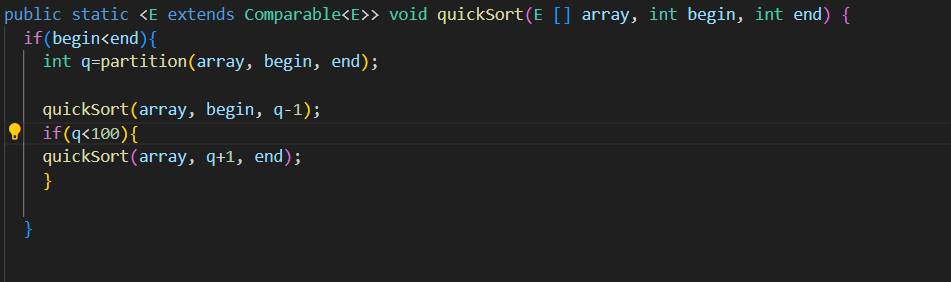 public static <E extends Comparable<E>> void quickSort(E [] array, int begin, int end) {
if(begin<end){
int q=partition(array, begin, end);
quickSort(array, begin, q-1);
if(q<100){
quickSort(array, q+1, end);
}
}